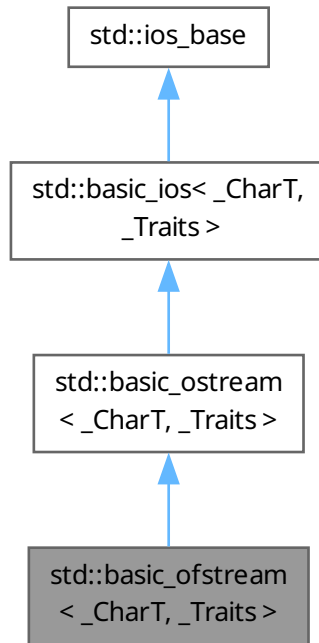 std::ios_base
std::basic_ios< _CharT,
_Traits >
std::basic_ostream
< _CharT, _Traits >
std::basic_ofstream
< _CharT, _Traits >